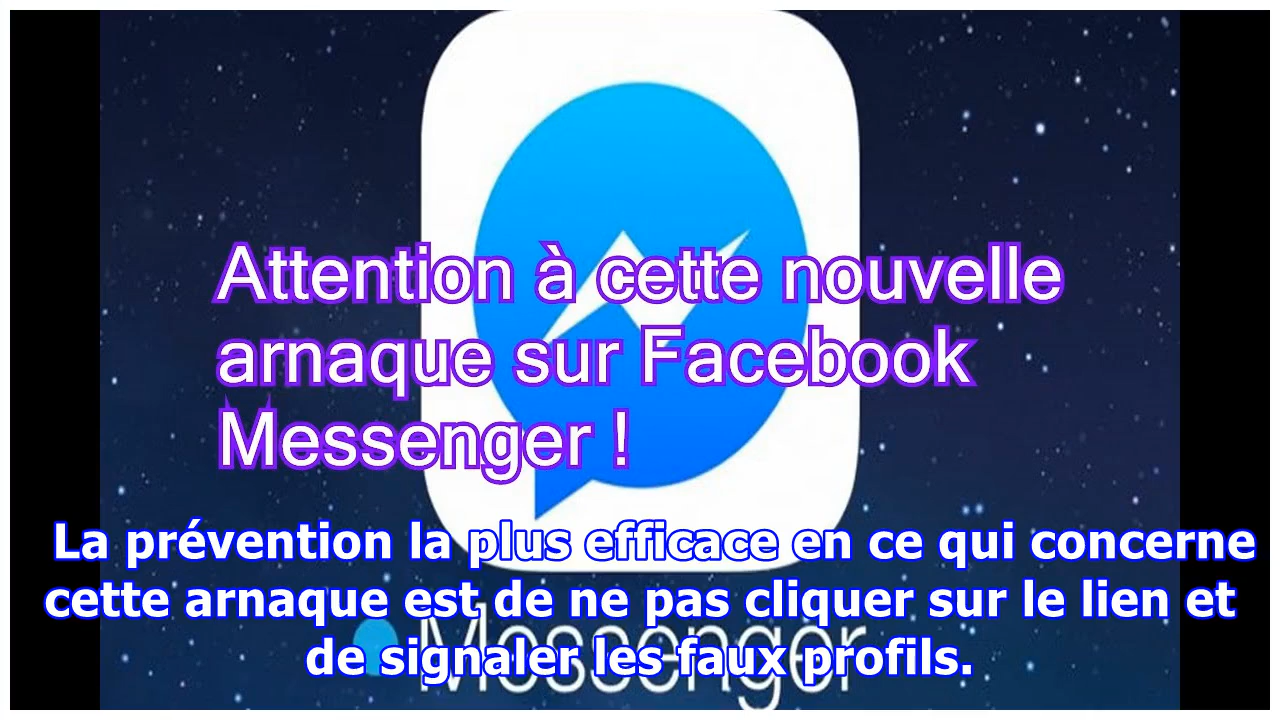 Attention à cette nouvelle
arnaque sur Facebook
Messenger !
La prévention la plus efficace en ce qui concerne
cette arnaque est de ne pas cliquer sur le lien et
Messenger
de signaler les faux profils.